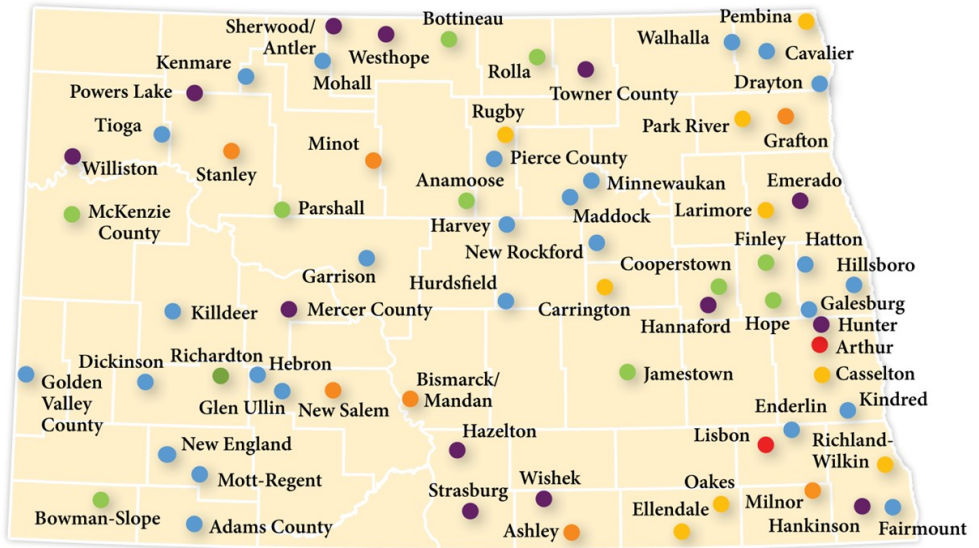 Bottineau
Pembina
Sherwood/
Antler
Westhope
Walhalla
Cavalier
Kenmare
Mohall
Rolla
Drayton
Powers Lake
Towner County
Rugby
Tioga
Park River
Grafton
Minot
Pierce County
Williston
Stanley
Anamoose
Minnewaukan
Emerado
McKenzie
County
Parshall
Maddock
Larimore
Harvey
Finley
Hatton
New Rockford
Garrison
Cooperstown
Hillsboro
Hurdsfield
Killdeer
Mercer County
Carrington
Galesburg
Hannaford
Hope
Hunter
Arthur
Richardton
Dickinson
Hebron
Jamestown
Casselton
Golden
Valley
County
Bismarck/
Mandan
Glen Ullin
New Salem
Enderlin
Kindred
Hazelton
Lisbon
Richland-
Wilkin
New England
Mott-Regent
Wishek
Oakes
Strasburg
Milnor
Ellendale
Bowman-Slope
Adams County
Ashley
Hankinson
Fairmount